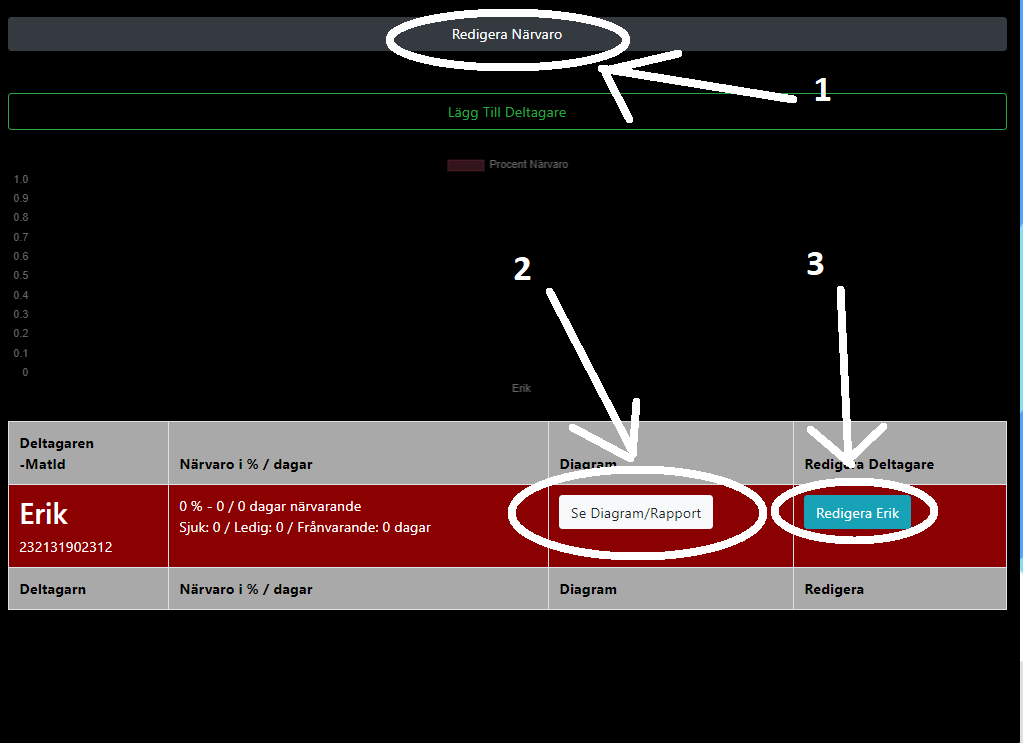 Redigera Närvaro
1
Lägg Till Deltagare
Procent Närvaro
1.0
0.9
0.8
0.7
0.6
0.5
0.4
0.3
0.2
0.1
0
Erik
2
3
Deltagaren
-MatId
Närvaro i % / dagar
Diagram
Redigera Deltagare
Erik
232131902312
0 % - 0 / 0 dagar närvarande
Sjuk: 0 / Ledig: 0 / Frånvarande: 0 dagar
Se Diagram/Rapport
Redigera Erik
Deltagarn
Närvaro i % / dagar
Diagram
Redigera